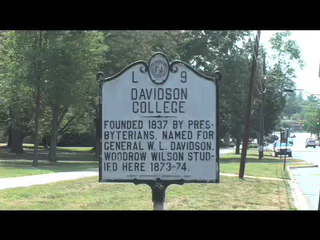 L 9
DAVIDSON
COLLEGE
FOUNDED 1837 BY PRES-
BYTERIANS. NAMED FOR
GENERAL W. L. DAVIDSON.
WOODROW WILSON STUD-
IED HERE 1873-74.